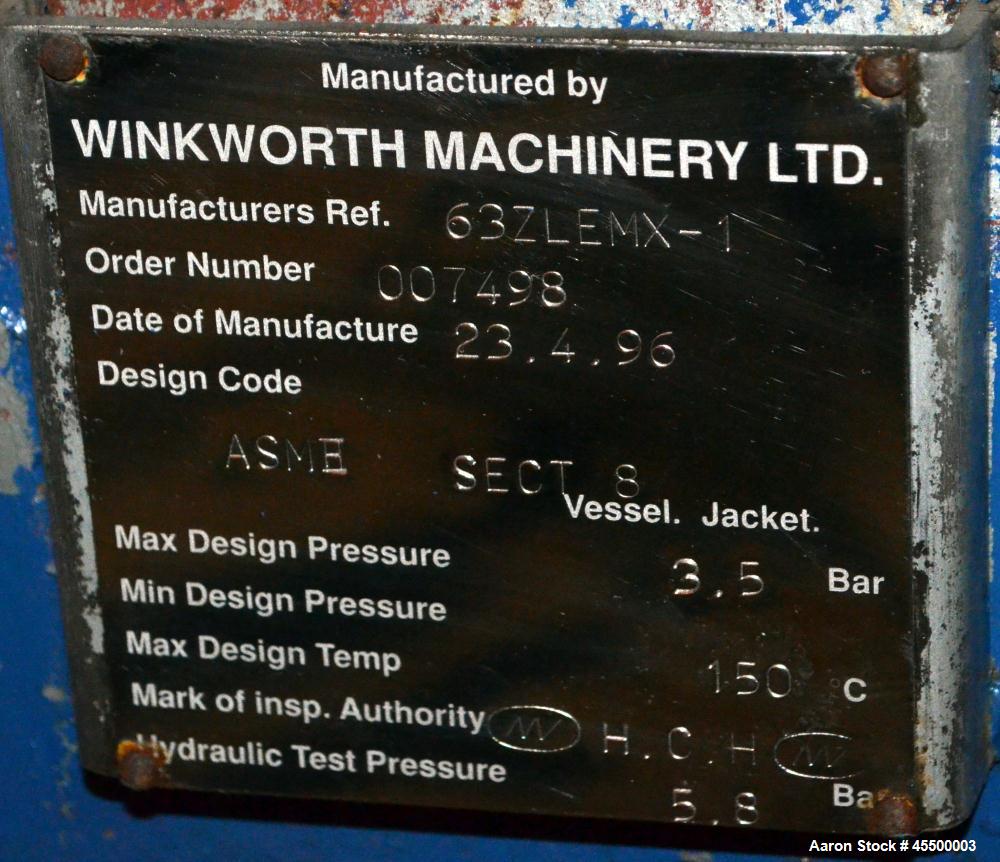 Manufactured by
WINKWORTH MACHINERY LTD.
Manufacturers Ref. 63ZLEMX-1
Order Number 007498
Date of Manufacture 23.4.96
Design Code
ASME SECT 8
Vessel. Jacket.
Max Design Pressure 3.5 Bar
Min Design Pressure
Max Design Temp 150 C
Mark of insp. Authority H.C.H
Hydraulic Test Pressure 5.8 Ba
Aaron Stock # 45500003